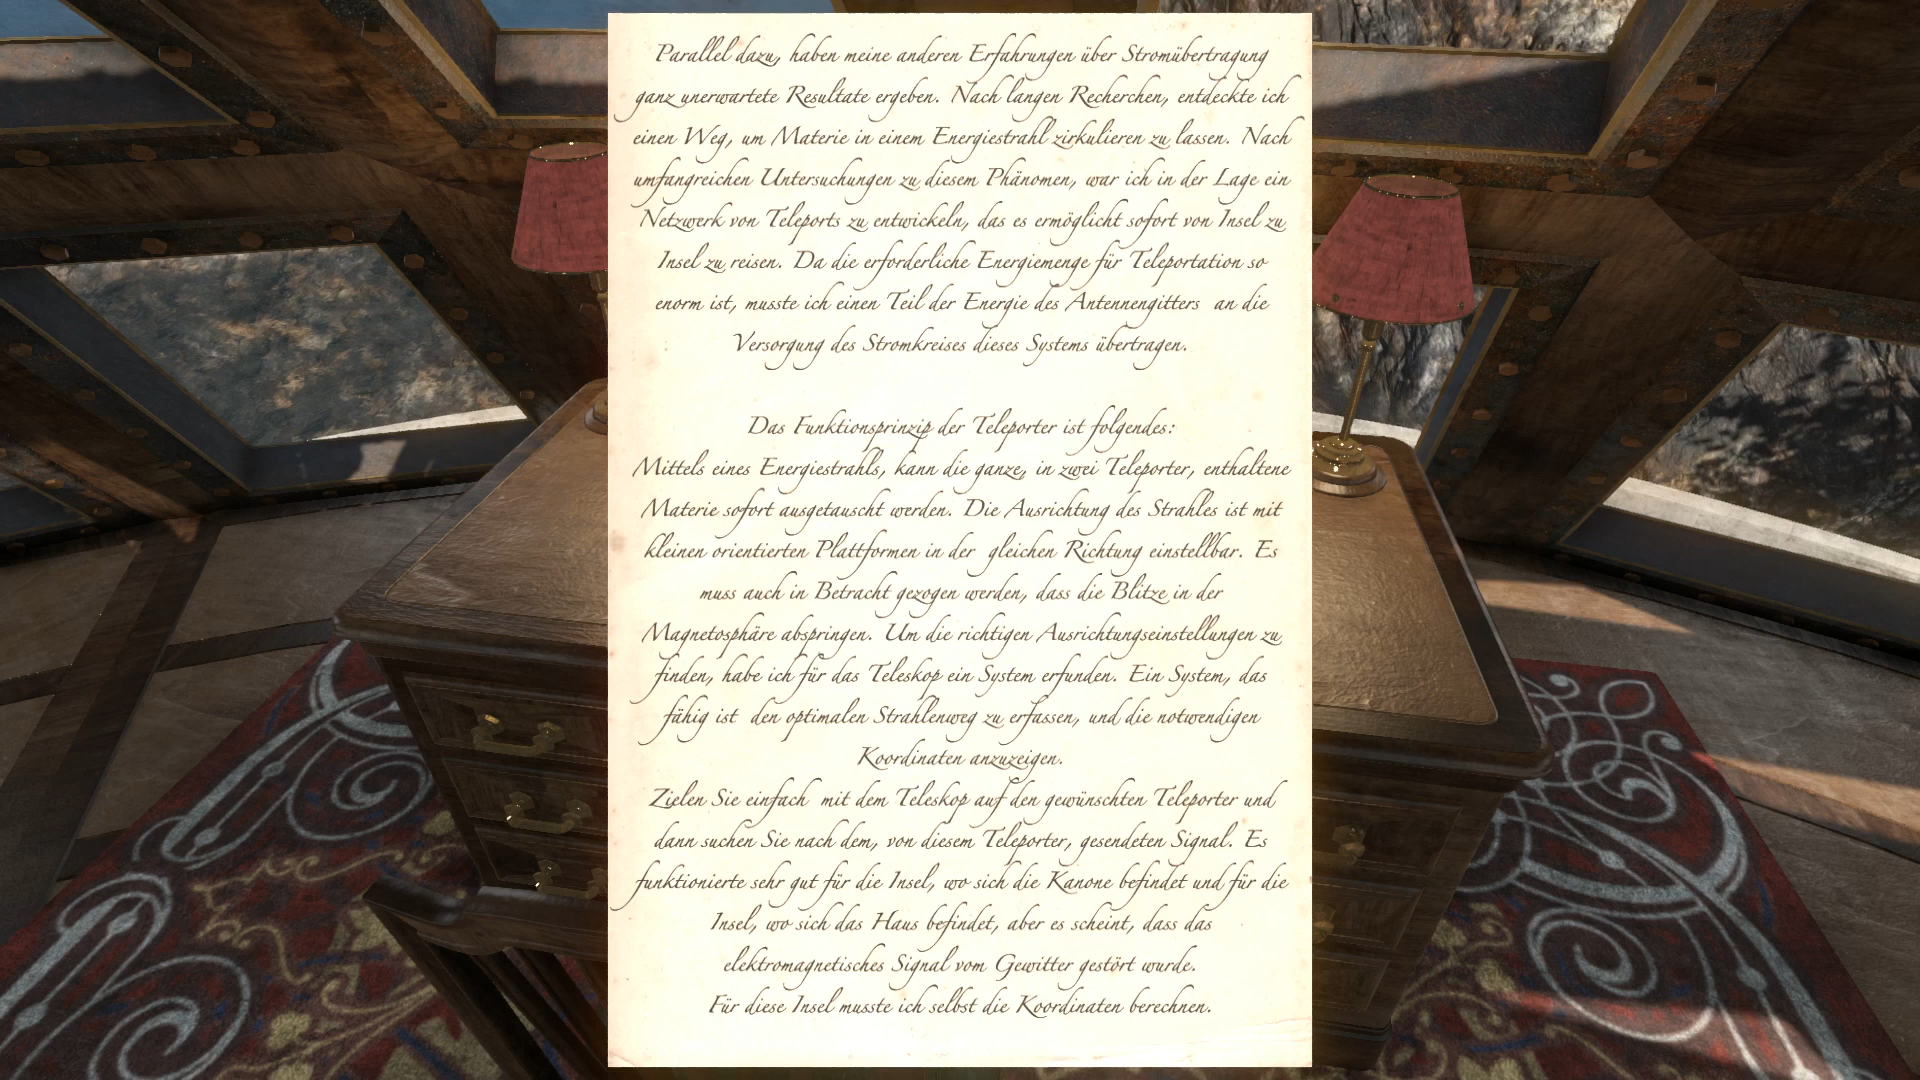 Parallel dazu, haben meine anderen Erfahrungen über Stromübertragung
ganz unerwartete Resultate ergeben. Nach langen Recherchen, entdeckte ich
einen Weg, um Materie in einem Energiestrahl zirkulieren zu lassen. Nach
umfangreichen Untersuchungen zu diesem Phänomen, war ich in der Lage ein
Netzwerk von Teleports zu entwickeln, das es ermöglicht sofort von Insel zu
Insel zu reisen. Da die erforderliche Energiemenge für Teleportation so
enorm ist, musste ich einen Teil der Energie des Antennengitters an die
Versorgung des Stromkreises dieses Systems übertragen.
Das Funktionsprinzip der Teleporter ist folgendes:
Mittels eines Energiestrahls, kann die ganze, in zwei Teleporter, enthaltene
Materie sofort ausgetauscht werden. Die Ausrichtung des Strahles ist mit
kleinen orientierten Plattformen in der gleichen Richtung einstellbar. Es
muss auch in Betracht gezogen werden, dass die Blitze in der
Magnetosphäre abspringen. Um die richtigen Ausrichtungseinstellungen zu
finden, habe ich für das Teleskop ein System erfunden. Ein System, das
fähig ist den optimalen Strahlenweg zu erfassen, und die notwendigen
Koordinaten anzuzeigen.
Zielen Sie einfach mit dem Teleskop auf den gewünschten Teleporter und
dann suchen Sie nach dem, von diesem Teleporter, gesendeten Signal. Es
funktionierte sehr gut für die Insel, wo sich die Kanone befindet und für die
Insel, wo sich das Haus befindet, aber es scheint, dass das
elektromagnetisches Signal vom Gewitter gestört wurde.
Für diese Insel musste ich selbst die Koordinaten berechnen.